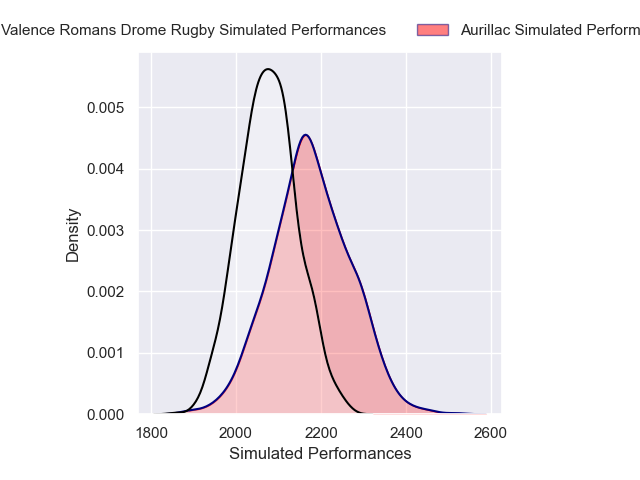 Valence Romans Drome Rugby Simulated Performances
Aurillac Simulated Perform
0.005
0.004
0.003
0.002
0.001
0.000
Density
1800 2000 2200 2400 2600
Simulated Performances